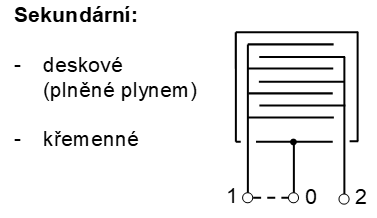 Sekundární:
- deskové
(plněné plynem)
- křemenné
1 0 2